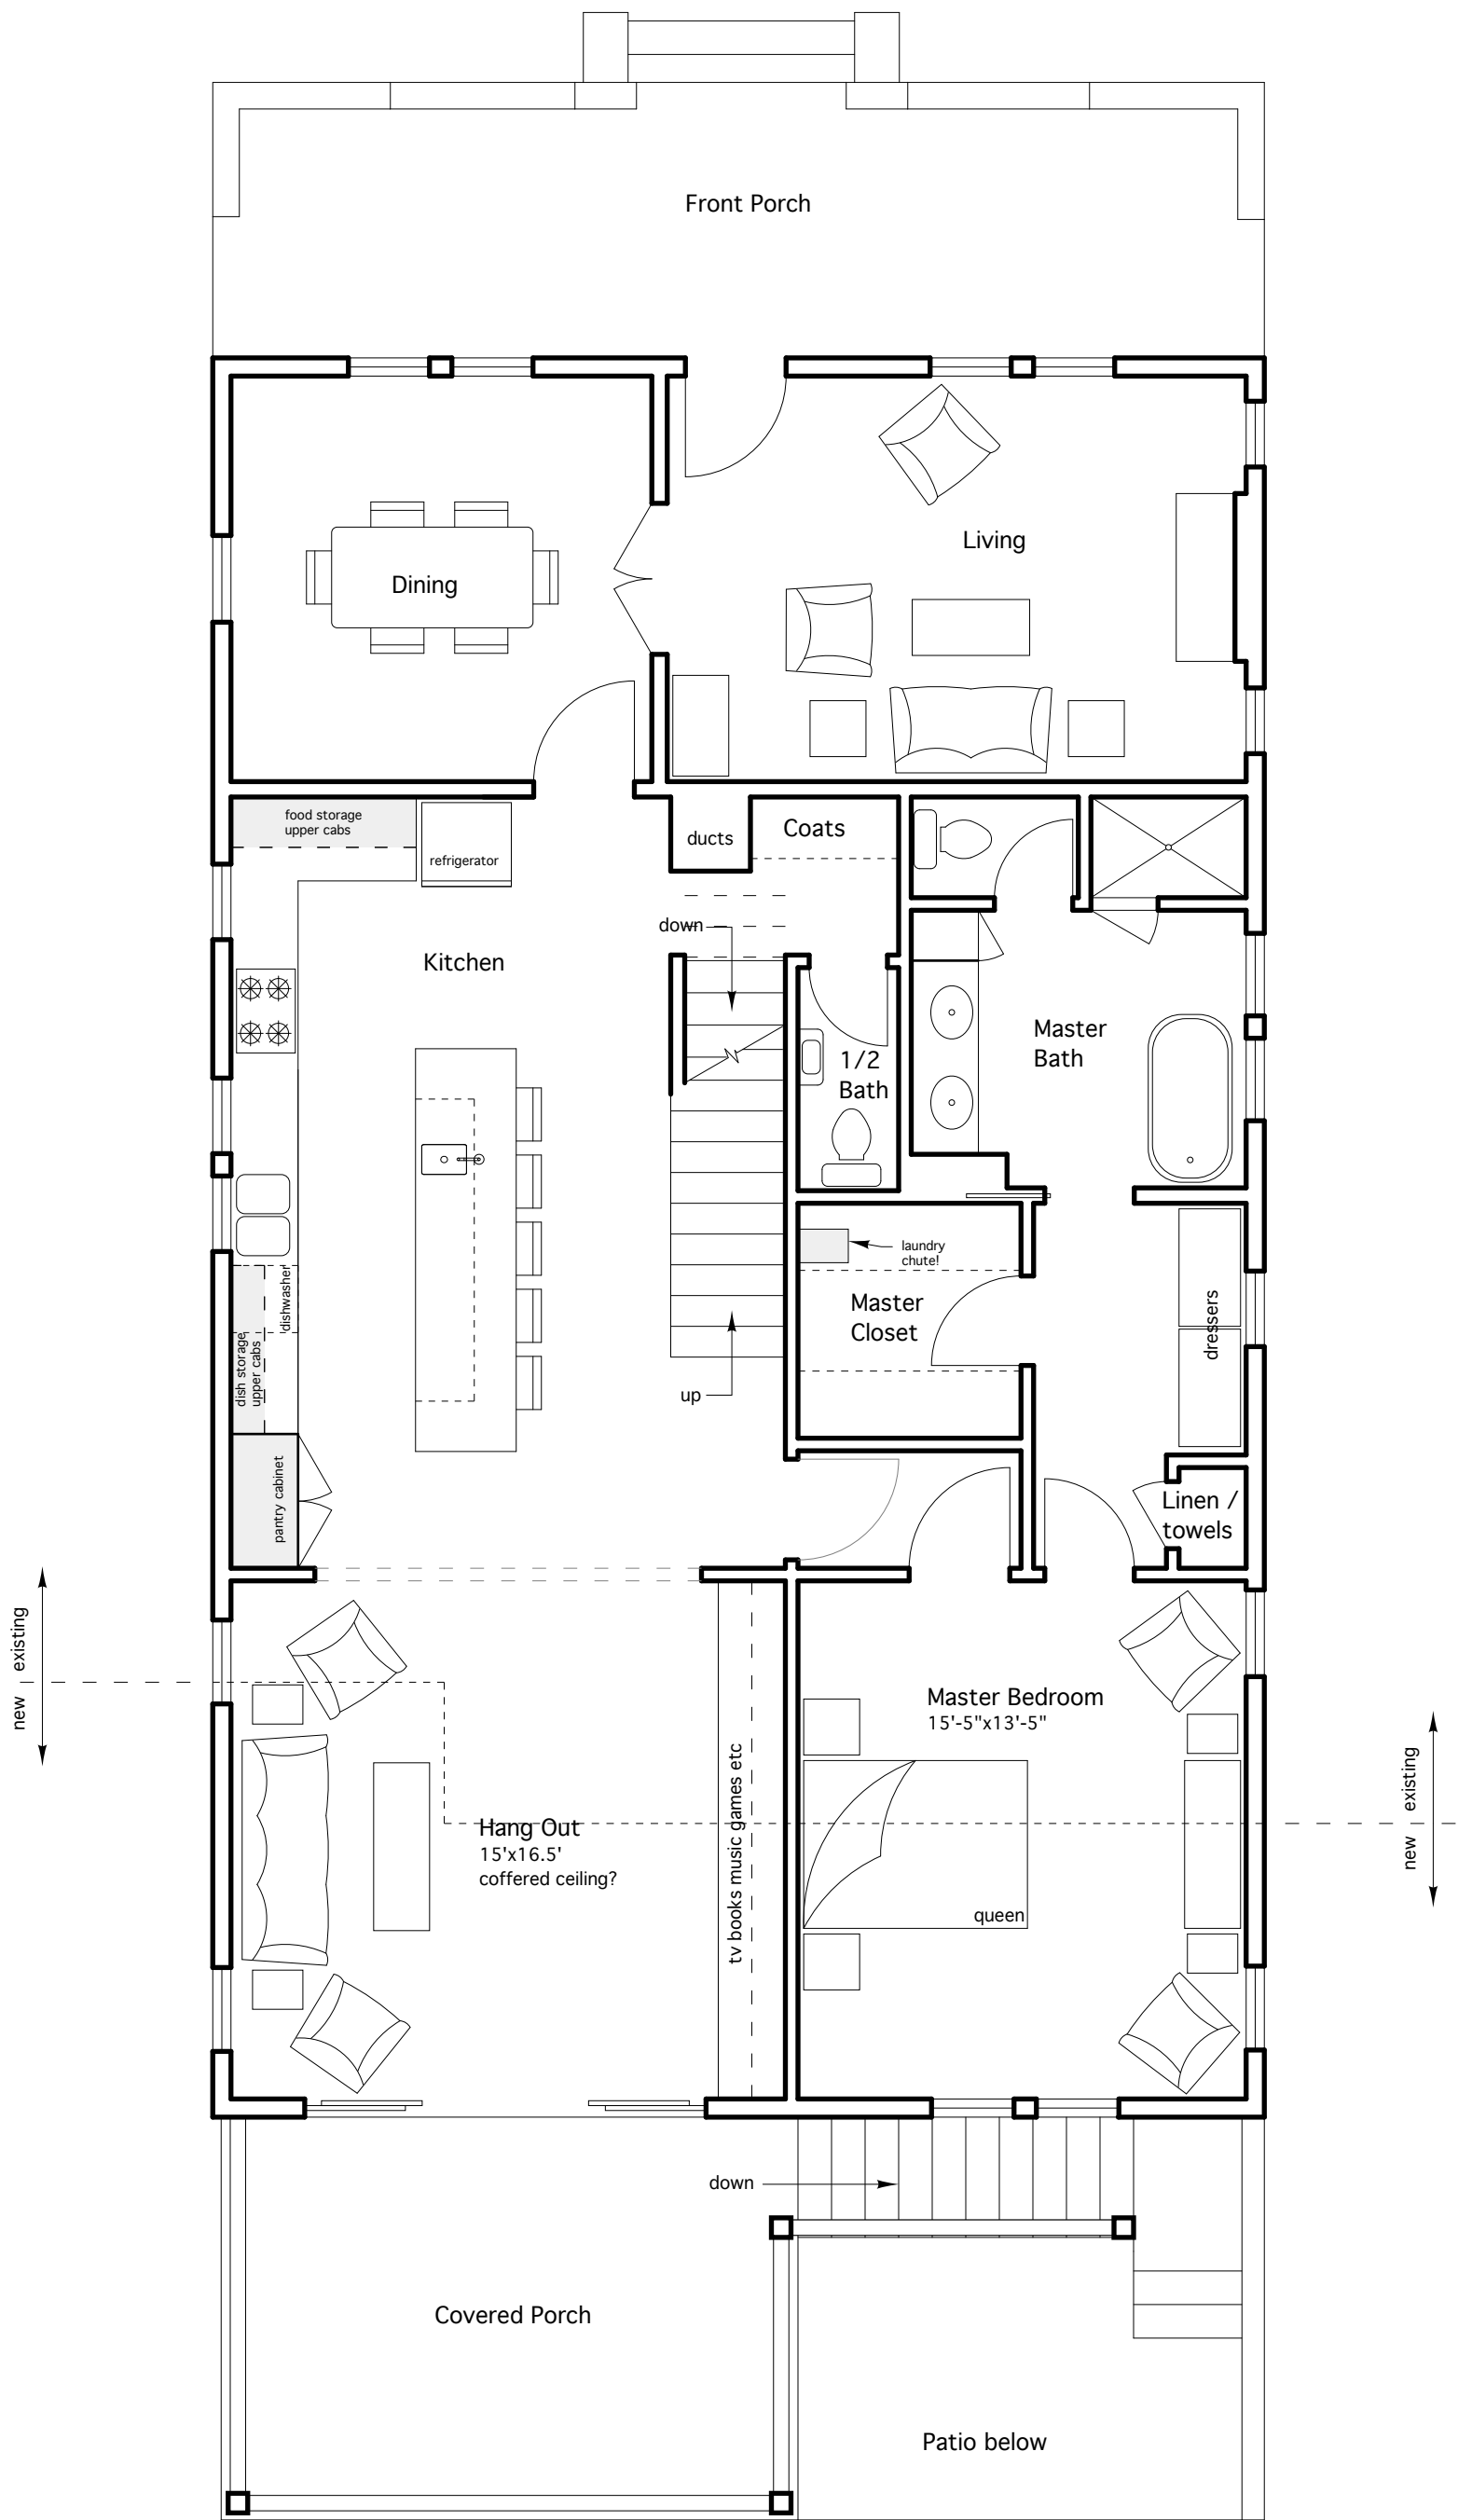 Front Porch
Living
Dining
food storage
upper cabs
refrigerator
ducts
Coats
down
Kitchen
Master
Bath
1/2
Bath
laundry
chute!
dishwasher
dish storage
upper cabs
Master
Closet
dressers
up
pantry cabinet
Linen /
towels
new existing
Master Bedroom
15'-5"x13'-5"
tv books music games etc
new existing
Hang Out
15'x16.5'
coffered ceiling?
queen
down
Covered Porch
Patio below